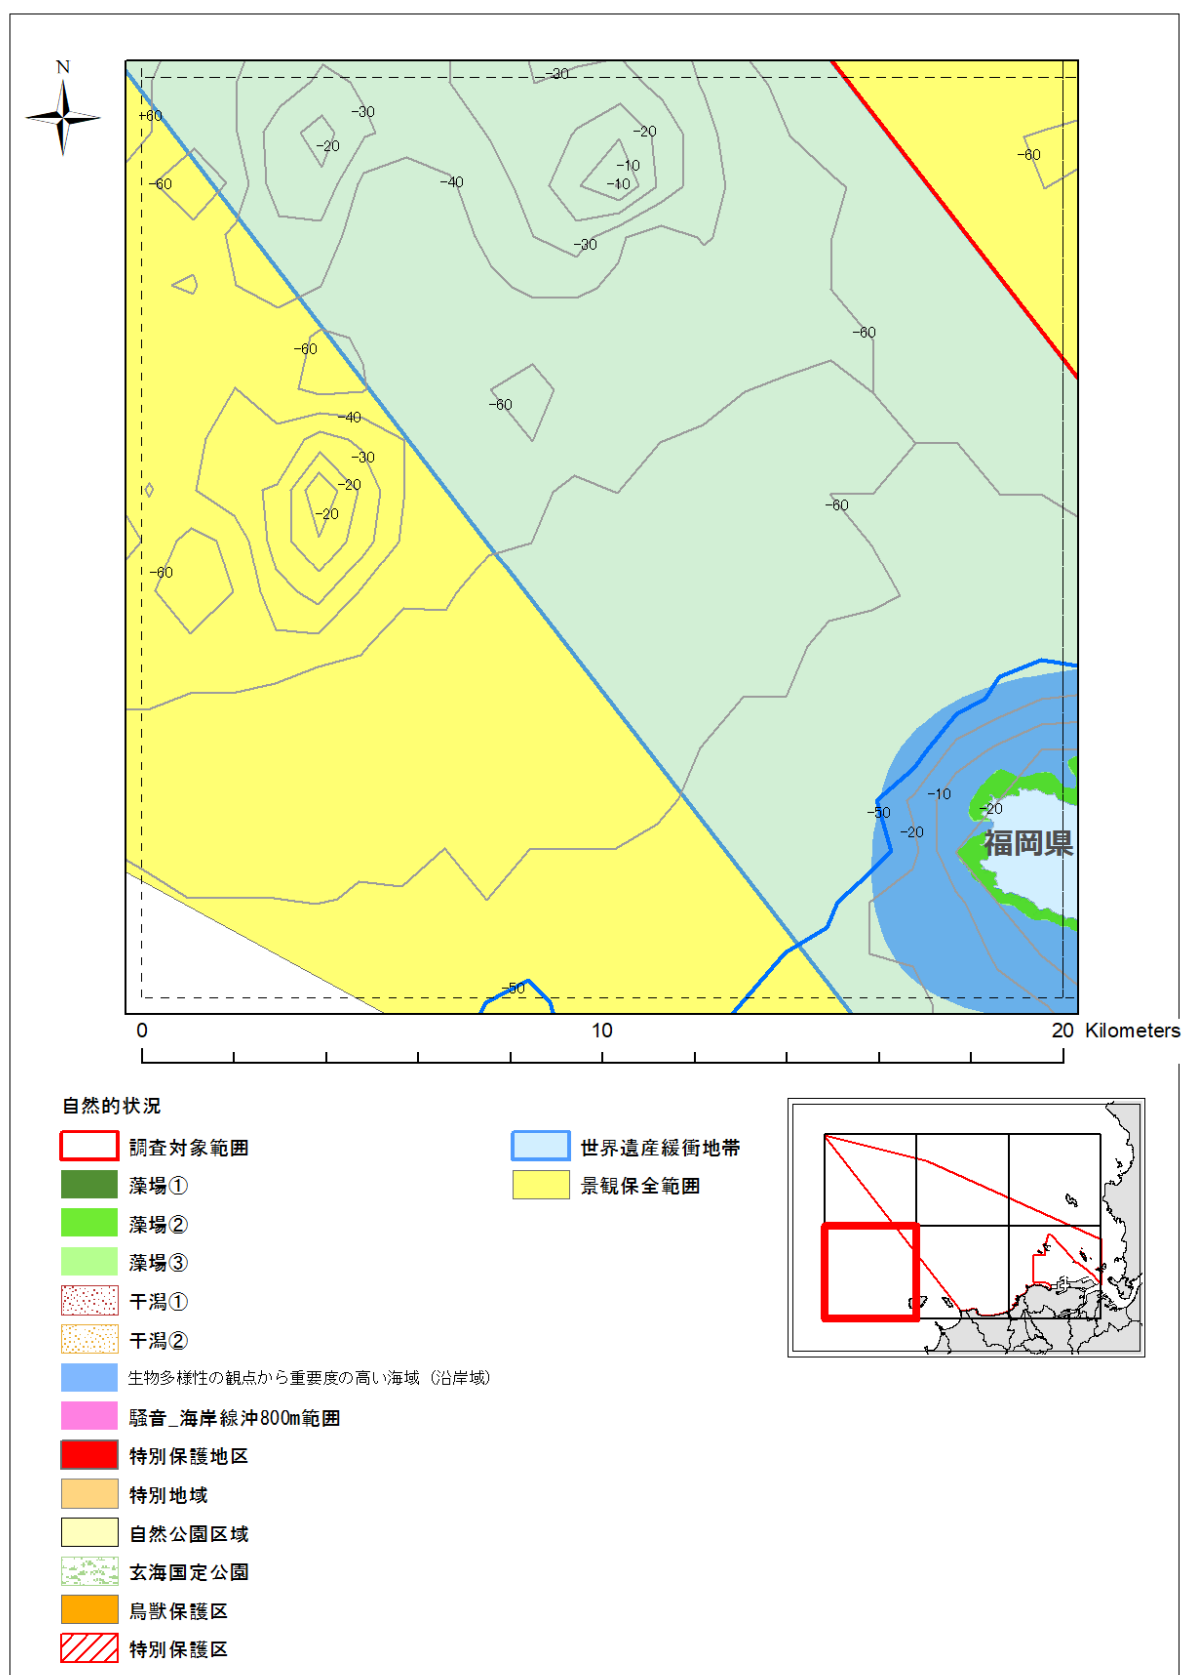 N
-30
+60
-30
-20
-20
-10
-60
-60
-40
-10
-30
-60
-60
-60
-40
-30
-20
-60
-20
-60
-10
-20
-50
-20
福岡県
-50
0 10 20 Kilometers
自然的状況
調査対象範囲
藻場①
藻場②
藻場③
干潟①
干潟②
生物多様性の観点から重要度の高い海域（沿岸域）
騒音_海岸線沖800m範囲
特別保護地区
特別地域
自然公園区域
玄海国定公園
鳥獣保護区
特別保護区
世界遺産緩衝地帯
景観保全範囲